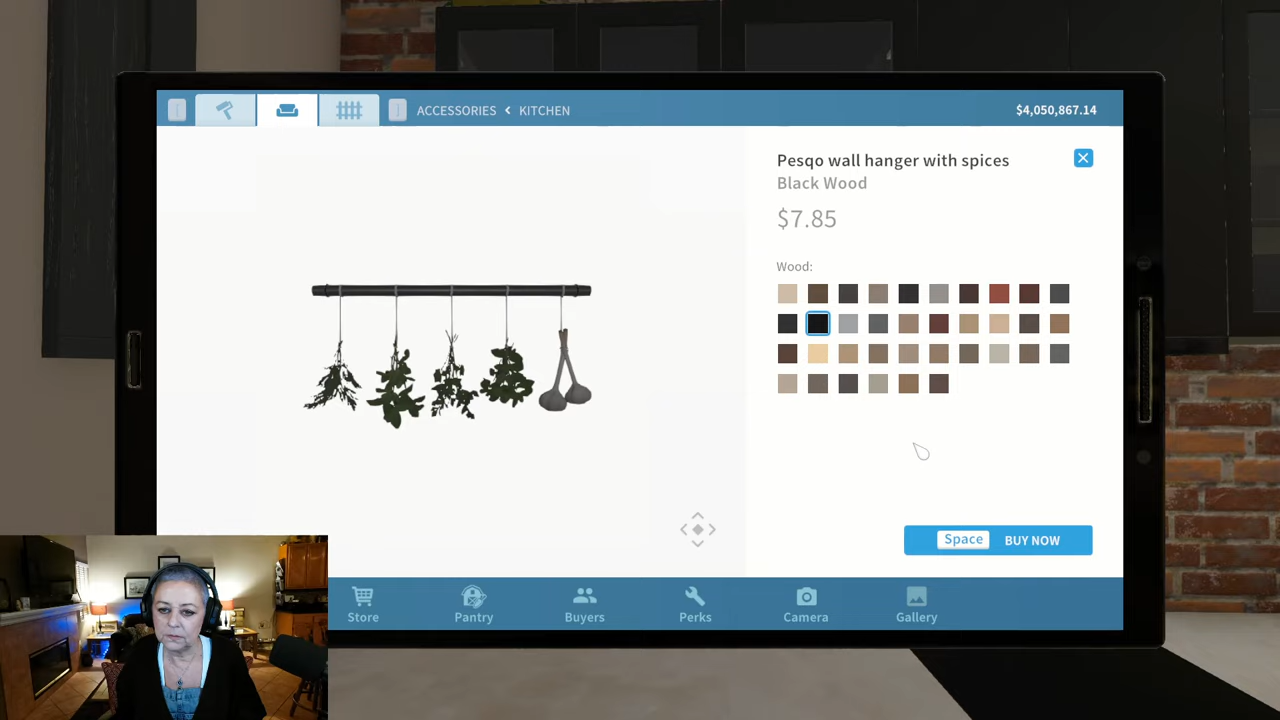 ACCESSORIES < KITCHEN
$4,050,867.14
Pesqo wall hanger with spices
Black Wood
$7.85
Wood:
Space BUY NOW
Store
Pantry
Buyers
Perks
Camera
Gallery